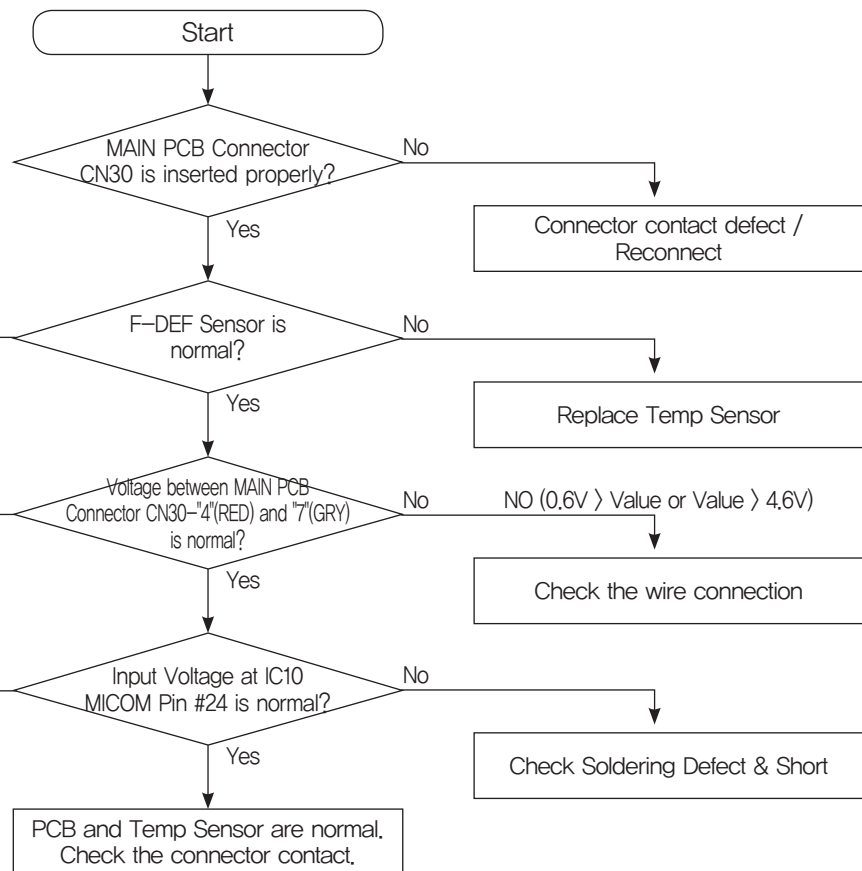 Start
MAIN PCB Connector
CN30 is inserted properly?
No
Connector contact defect /
Reconnect
Yes
F-DEF Sensor is
normal?
No
Replace Temp Sensor
Yes
Voltage between MAIN PCB
Connector CN30-"4"(RED) and "7"(GRY)
is normal?
No
NO (0.6V > Value or Value > 4.6V)
Check the wire connection
Yes
Input Voltage at IC10
MICOM Pin #24 is normal?
No
Check Soldering Defect & Short
Yes
PCB and Temp Sensor are normal.
Check the connector contact.